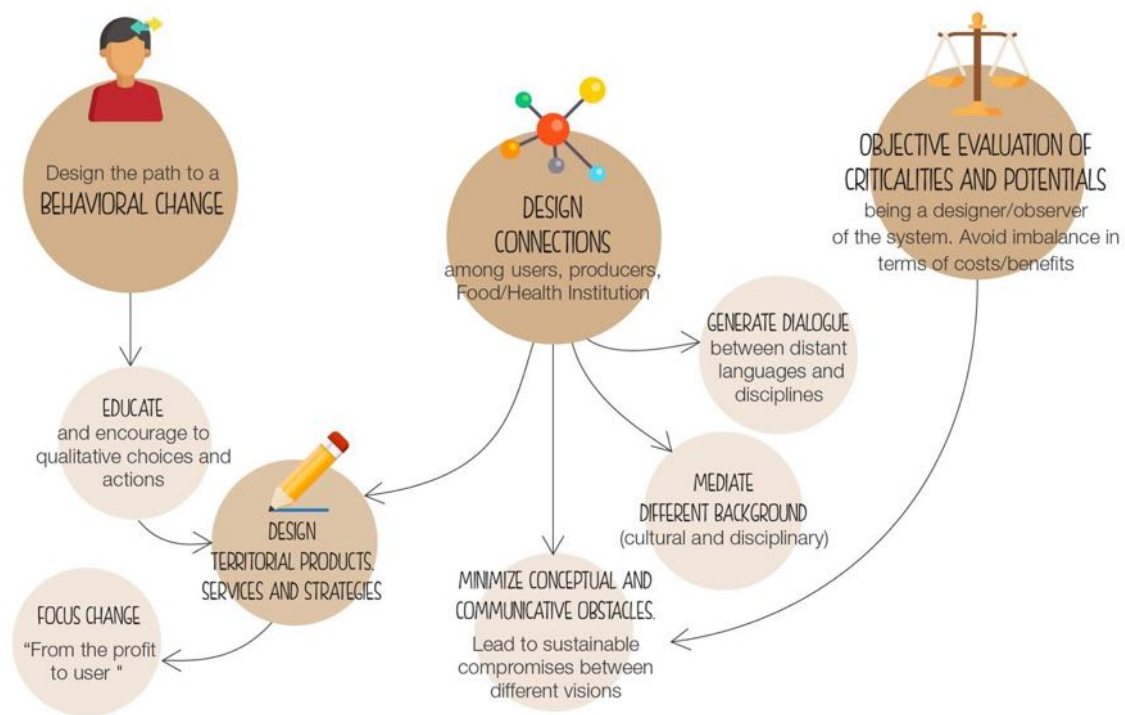 Design the path to a
BEHAVIORAL CHANGE
DESIGN
CONNECTIONS
among users, producers,
Food/Health Institution
OBJECTIVE EVALUATION OF
CRITICALITIES AND POTENTIALS
being a designer/observer
of the system. Avoid imbalance in
terms of costs/benefits
GENERATE DIALOGUE
between distant
languages and
disciplines
EDUCATE
and encourage to
qualitative choices and
actions
MEDIATE
DIFFERENT BACKGROUND
(cultural and disciplinary)
DESIGN
TERRITORIAL PRODUCTS.
SERVICES AND STRATEGIES
MINIMIZE CONCEPTUAL AND
COMMUNICATIVE OBSTACLES.
Lead to sustainable
compromises between
different visions
FOCUS CHANGE
“From the profit
to user "